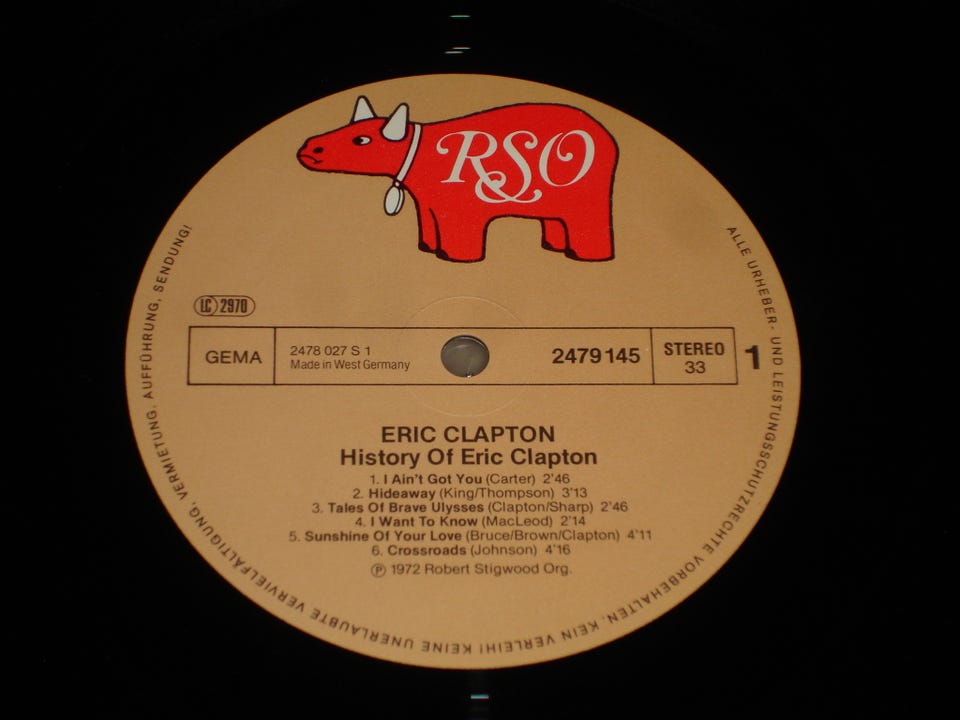 RSO
LC 2970
GEMA
2478 027 S 1
Made in West Germany
2479145
STEREO
33
1
ERIC CLAPTON
History Of Eric Clapton
1. I Ain't Got You (Carter) 2'46
2. Hideaway (King/Thompson) 3'13
3. Tales Of Brave Ulysses (Clapton/Sharp) 2'46
4. I Want To Know (MacLeod) 2'14
5. Sunshine Of Your Love (Bruce/Brown/Clapton) 4'11
6. Crossroads (Johnson) 4'16
℗ 1972 Robert Stigwood Org.
ALLE URHEBER- UND LEISTUNGSSCHUTZRECHTE VORBEHALTEN. KEIN VERLEIH! KEINE UNERLAUBTE VERVIELFÄLTIGUNG, VERMIETUNG, AUFFÜHRUNG, SENDUNG!